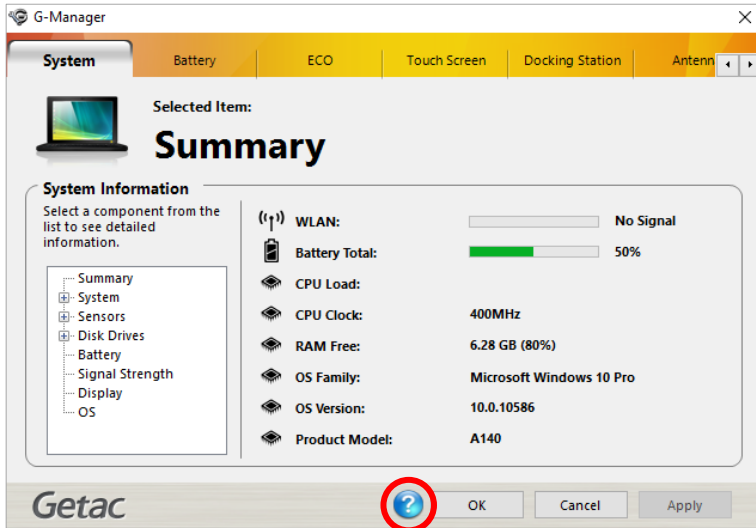 G-Manager
System Battery ECO Touch Screen Docking Station Antenn
Selected Item:
Summary
System Information
Select a component from the
list to see detailed
information.
Summary
System
Sensors
Disk Drives
Battery
Signal Strength
Display
OS
WLAN: No Signal
Battery Total: 50%
CPU Load:
CPU Clock: 400MHz
RAM Free: 6.28 GB (80%)
OS Family: Microsoft Windows 10 Pro
OS Version: 10.0.10586
Product Model: A140
Getac ? OK Cancel Apply